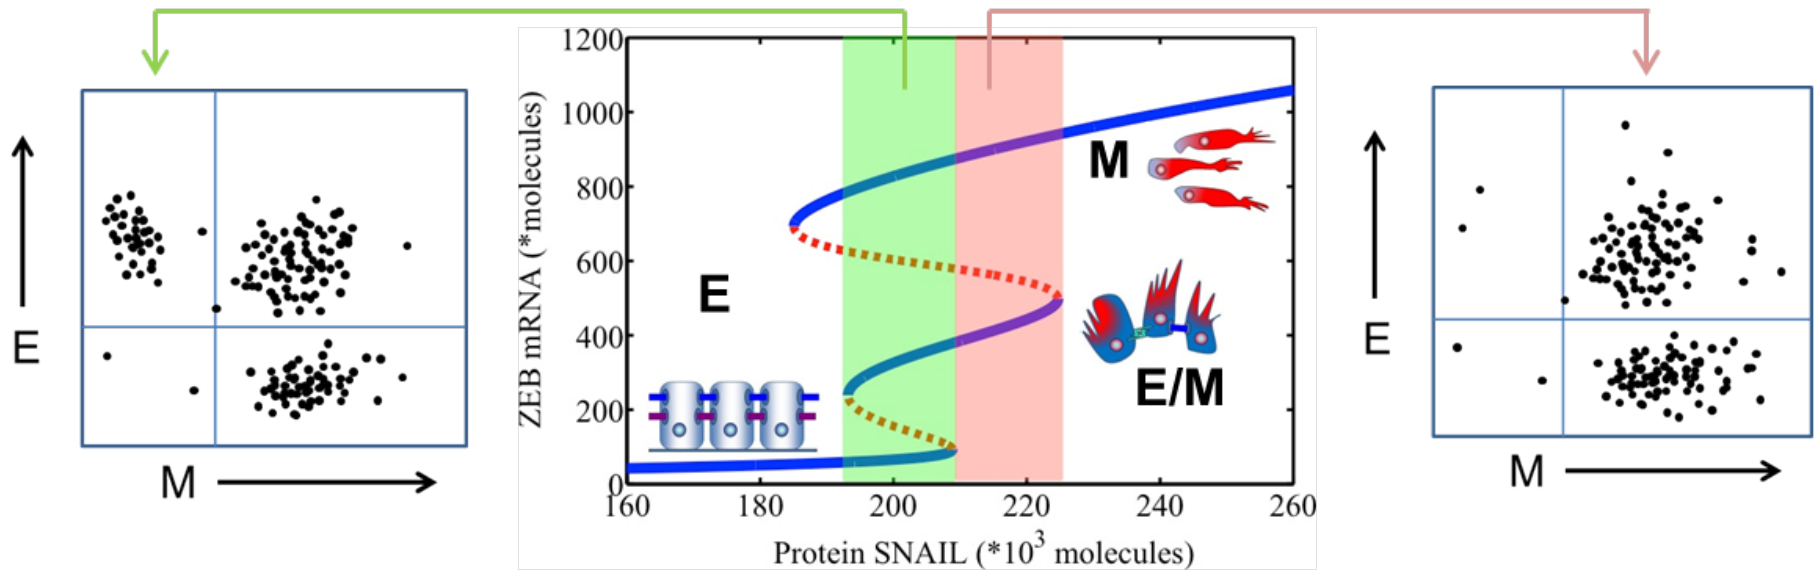 E
M
ZEB mRNA (*molecules)
1200
1000
800
600
400
200
0
160 180 200 220 240 260
Protein SNAIL (*10³ molecules)
E
M
E/M
E
M